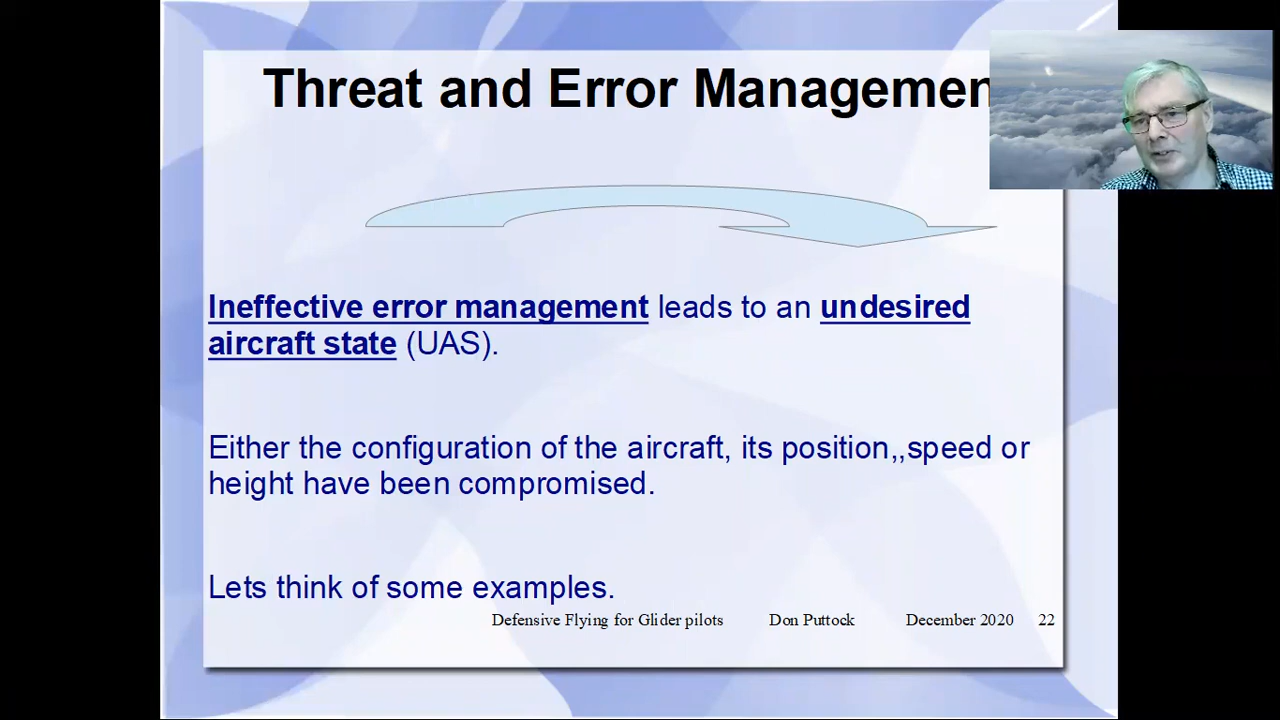 Threat and Error Managemen
Ineffective error management leads to an undesired
aircraft state (UAS).
Either the configuration of the aircraft, its position,,speed or
height have been compromised.
Lets think of some examples.
Defensive Flying for Glider pilots Don Puttock December 2020 22